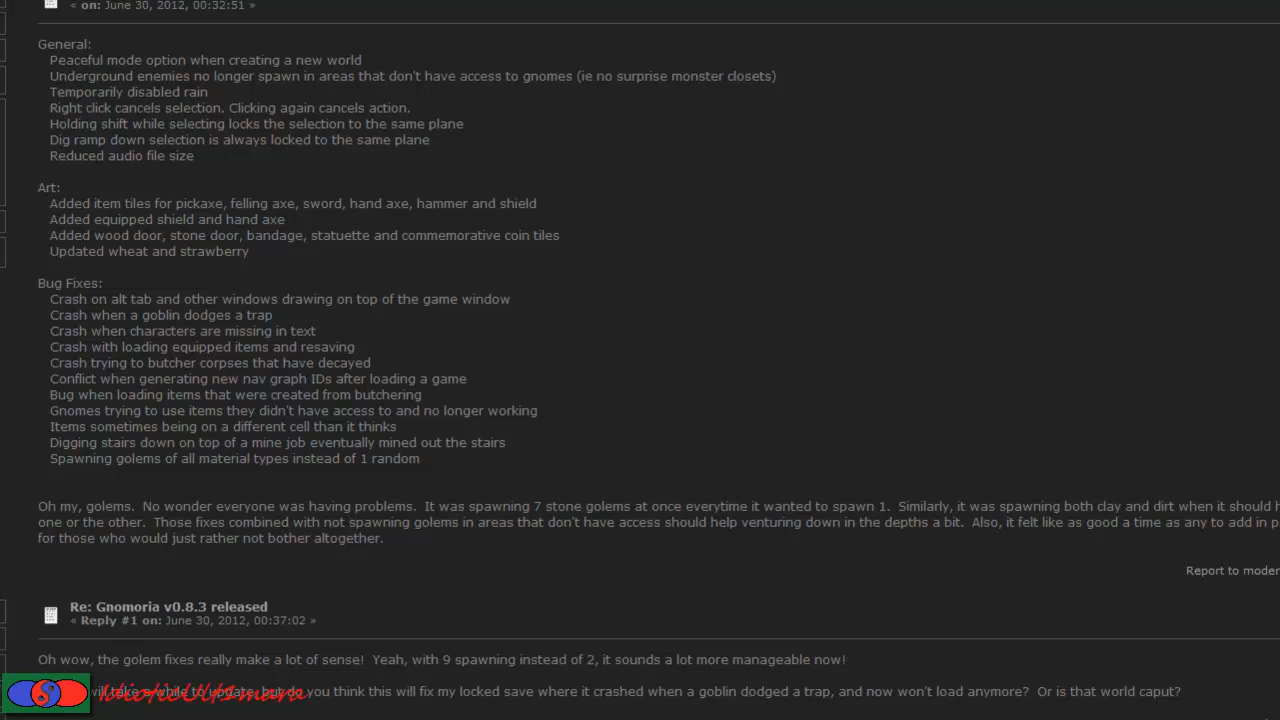 « on: June 30, 2012, 00:32:51 »
General:
Peaceful mode option when creating a new world
Underground enemies no longer spawn in areas that don't have access to gnomes (ie no surprise monster closets)
Temporarily disabled rain
Right click cancels selection. Clicking again cancels action.
Holding shift while selecting locks the selection to the same plane
Dig ramp down selection is always locked to the same plane
Reduced audio file size
Art:
Added item tiles for pickaxe, felling axe, sword, hand axe, hammer and shield
Added equipped shield and hand axe
Added wood door, stone door, bandage, statuette and commemorative coin tiles
Updated wheat and strawberry
Bug Fixes:
Crash on alt tab and other windows drawing on top of the game window
Crash when a goblin dodges a trap
Crash when characters are missing in text
Crash with loading equipped items and resaving
Crash trying to butcher corpses that have decayed
Conflict when generating new nav graph IDs after loading a game
Bug when loading items that were created from butchering
Gnomes trying to use items they didn't have access to and no longer working
Items sometimes being on a different cell than it thinks
Digging stairs down on top of a mine job eventually mined out the stairs
Spawning golems of all material types instead of 1 random
Oh my, golems. No wonder everyone was having problems. It was spawning 7 stone golems at once everytime it wanted to spawn 1. Similarly, it was spawning both clay and dirt when it should
one or the other. Those fixes combined with not spawning golems in areas that don't have access should help venturing down in the depths a bit. Also, it felt like as good a time as any to add in
for those who would just rather not bother altogether.
Report to moder
Re: Gnomoria v0.8.3 released
« Reply #1 on: June 30, 2012, 00:37:02 »
Oh wow, the golem fixes really make a lot of sense! Yeah, with 9 spawning instead of 2, it sounds a lot more manageable now!
will take a while to update, but do you think this will fix my locked save where it crashed when a goblin dodged a trap, and now won't load anymore? Or is that world caput?